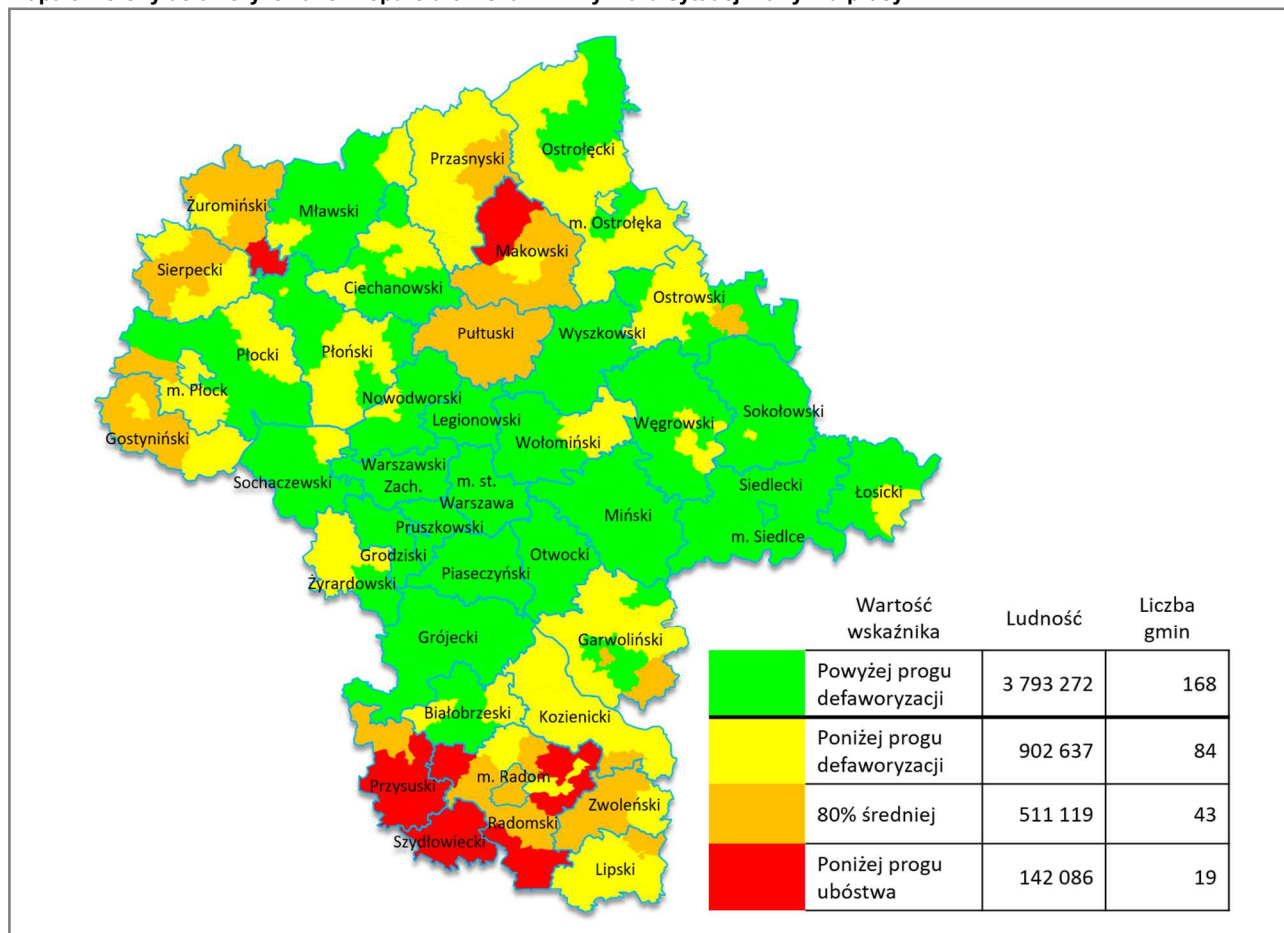 Przasnyski
Ostrołęcki
Żuromiński
Mławski
m. Ostrołęka
Makowski
Sierpecki
Ciechanowski
Ostrowski
Pułtuski
Wyszkowski
Płocki
Płoński
m. Płock
Nowodworski
Legionowski
Sokołowski
Węgrowski
Gostyniński
Wołomiński
Warszawski
Zach.
m. st.
Warszawa
Sochaczewski
Siedlecki
Łosicki
Miński
Pruszkowski
m. Siedlce
Grodziski
Otwocki
Piaseczyński
Żyrardowski
Grójecki
Garwoliński
Białobrzeski
Kozienicki
m. Radom
Przysuski
Zwoleński
Radomski
Szydłowiecki
Lipski
Wartość
wskaźnika
Ludność
Liczba
gmin
Powyżej progu
defaworyzacji
3 793 272
168
Poniżej progu
defaworyzacji
902 637
84
80% średniej
511 119
43
Poniżej progu
ubóstwa
142 086
19